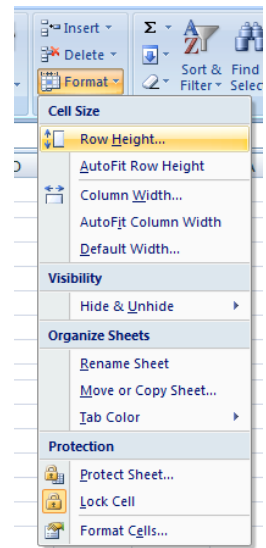 Insert
Delete
Format
Σ
A
Z
Sort &
Filter
Find
Selec
Cell Size
Row Height...
AutoFit Row Height
Column Width...
AutoFit Column Width
Default Width...
Visibility
Hide & Unhide
Organize Sheets
Rename Sheet
Move or Copy Sheet...
Tab Color
Protection
Protect Sheet...
Lock Cell
Format Cells...